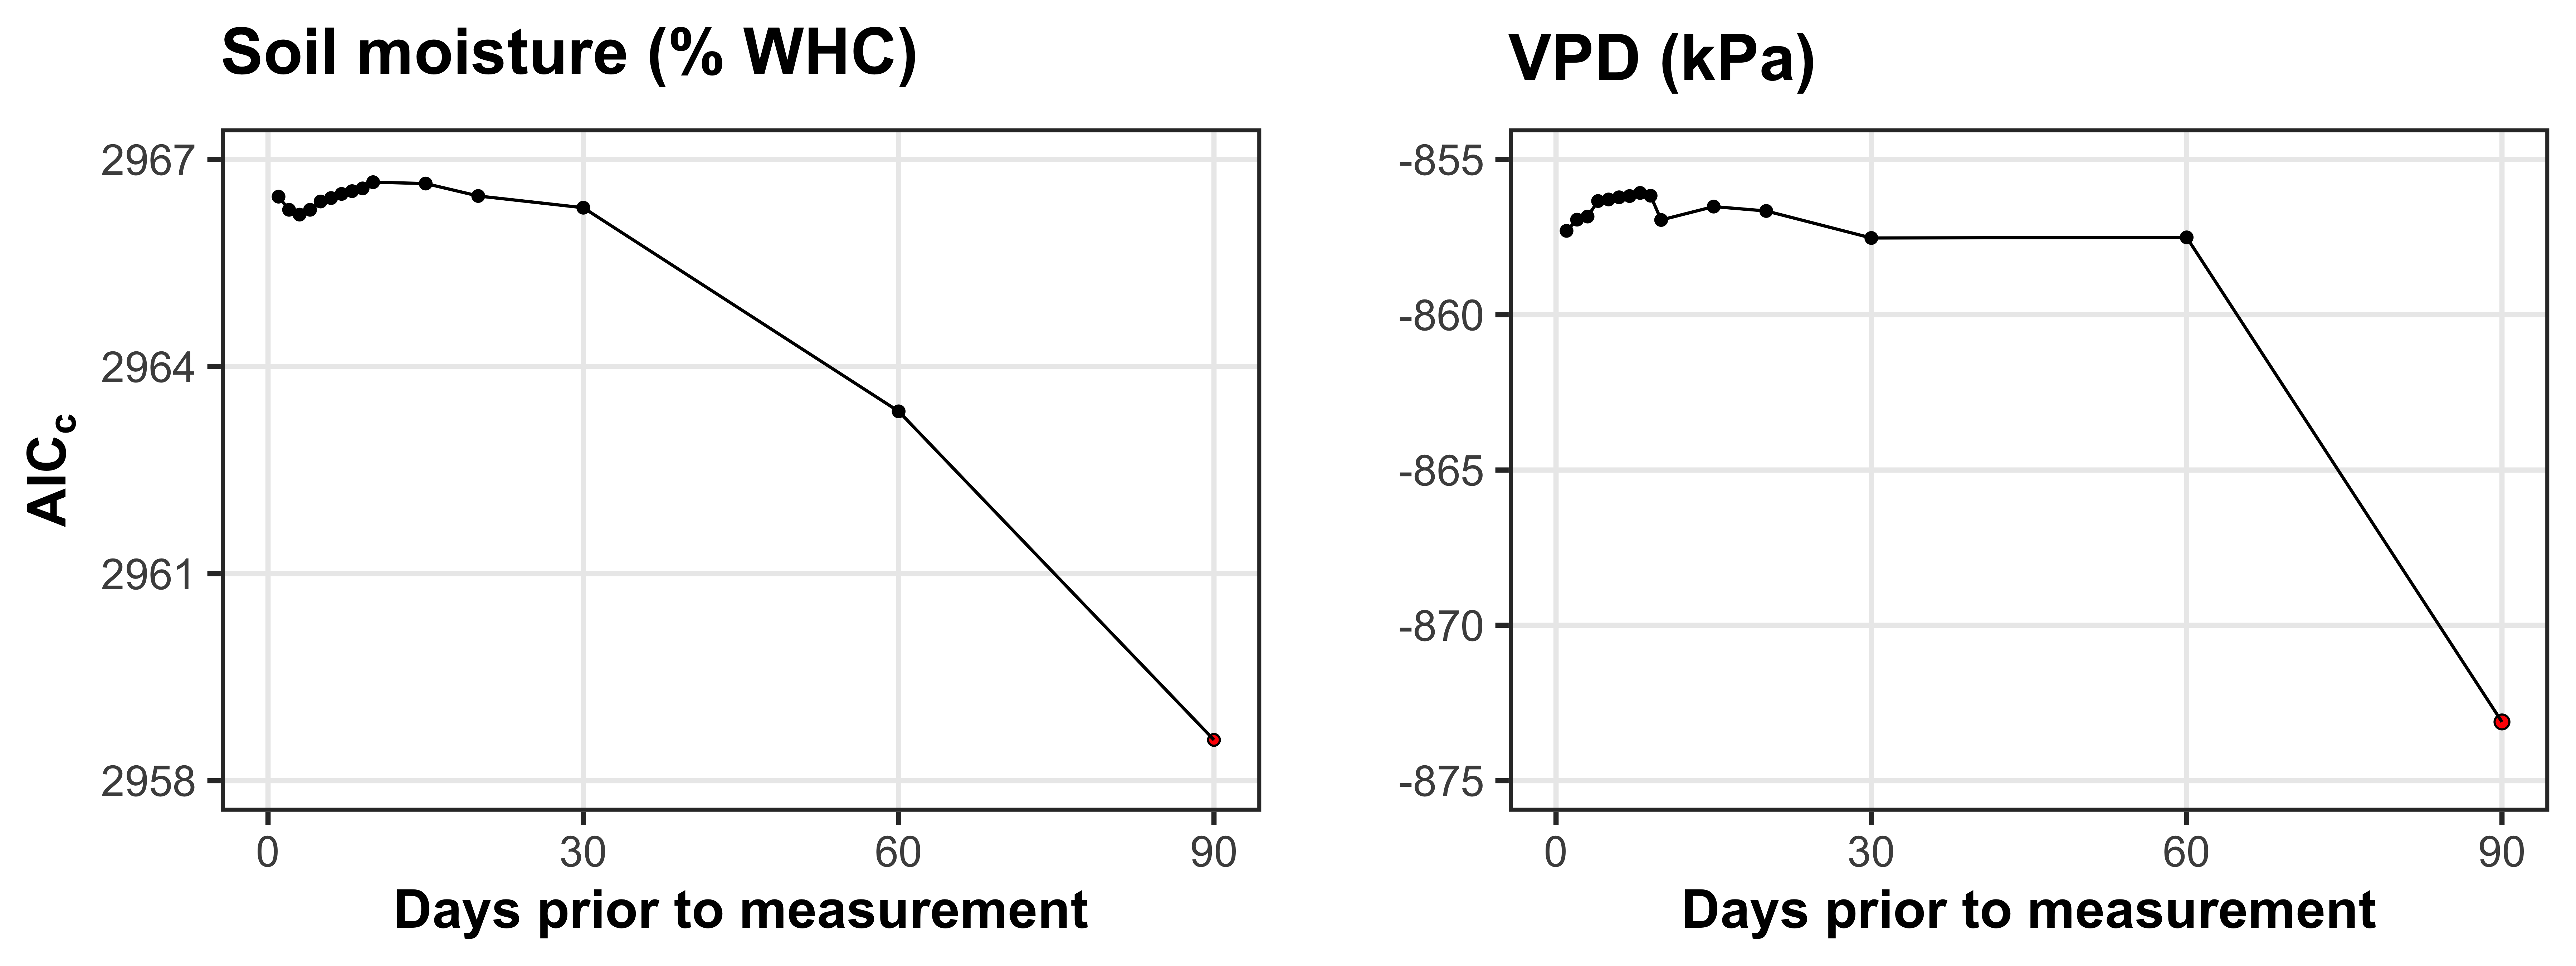 Soil moisture (% WHC)
AICc
2967
2964
2961
2958
0 30 60 90
Days prior to measurement
VPD (kPa)
-855
-860
-865
-870
-875
0 30 60 90
Days prior to measurement